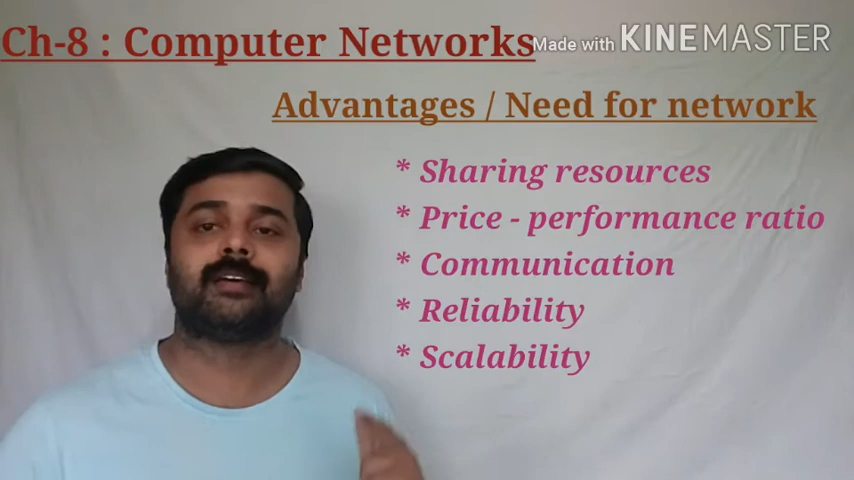 Ch-8 : Computer Networks
Made with KINEMASTER
Advantages / Need for network
* Sharing resources
* Price - performance ratio
* Communication
* Reliability
* Scalability